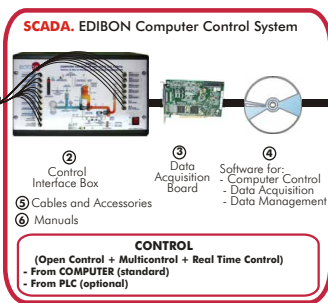 SCADA. EDIBON Computer Control System
2
Control
Interface Box
3
Data
Acquisition
Board
4
Software for:
- Computer Control
- Data Acquisition
- Data Management
5 Cables and Accessories
6 Manuals
CONTROL
(Open Control + Multicontrol + Real Time Control)
- From COMPUTER (standard)
- From PLC (optional)